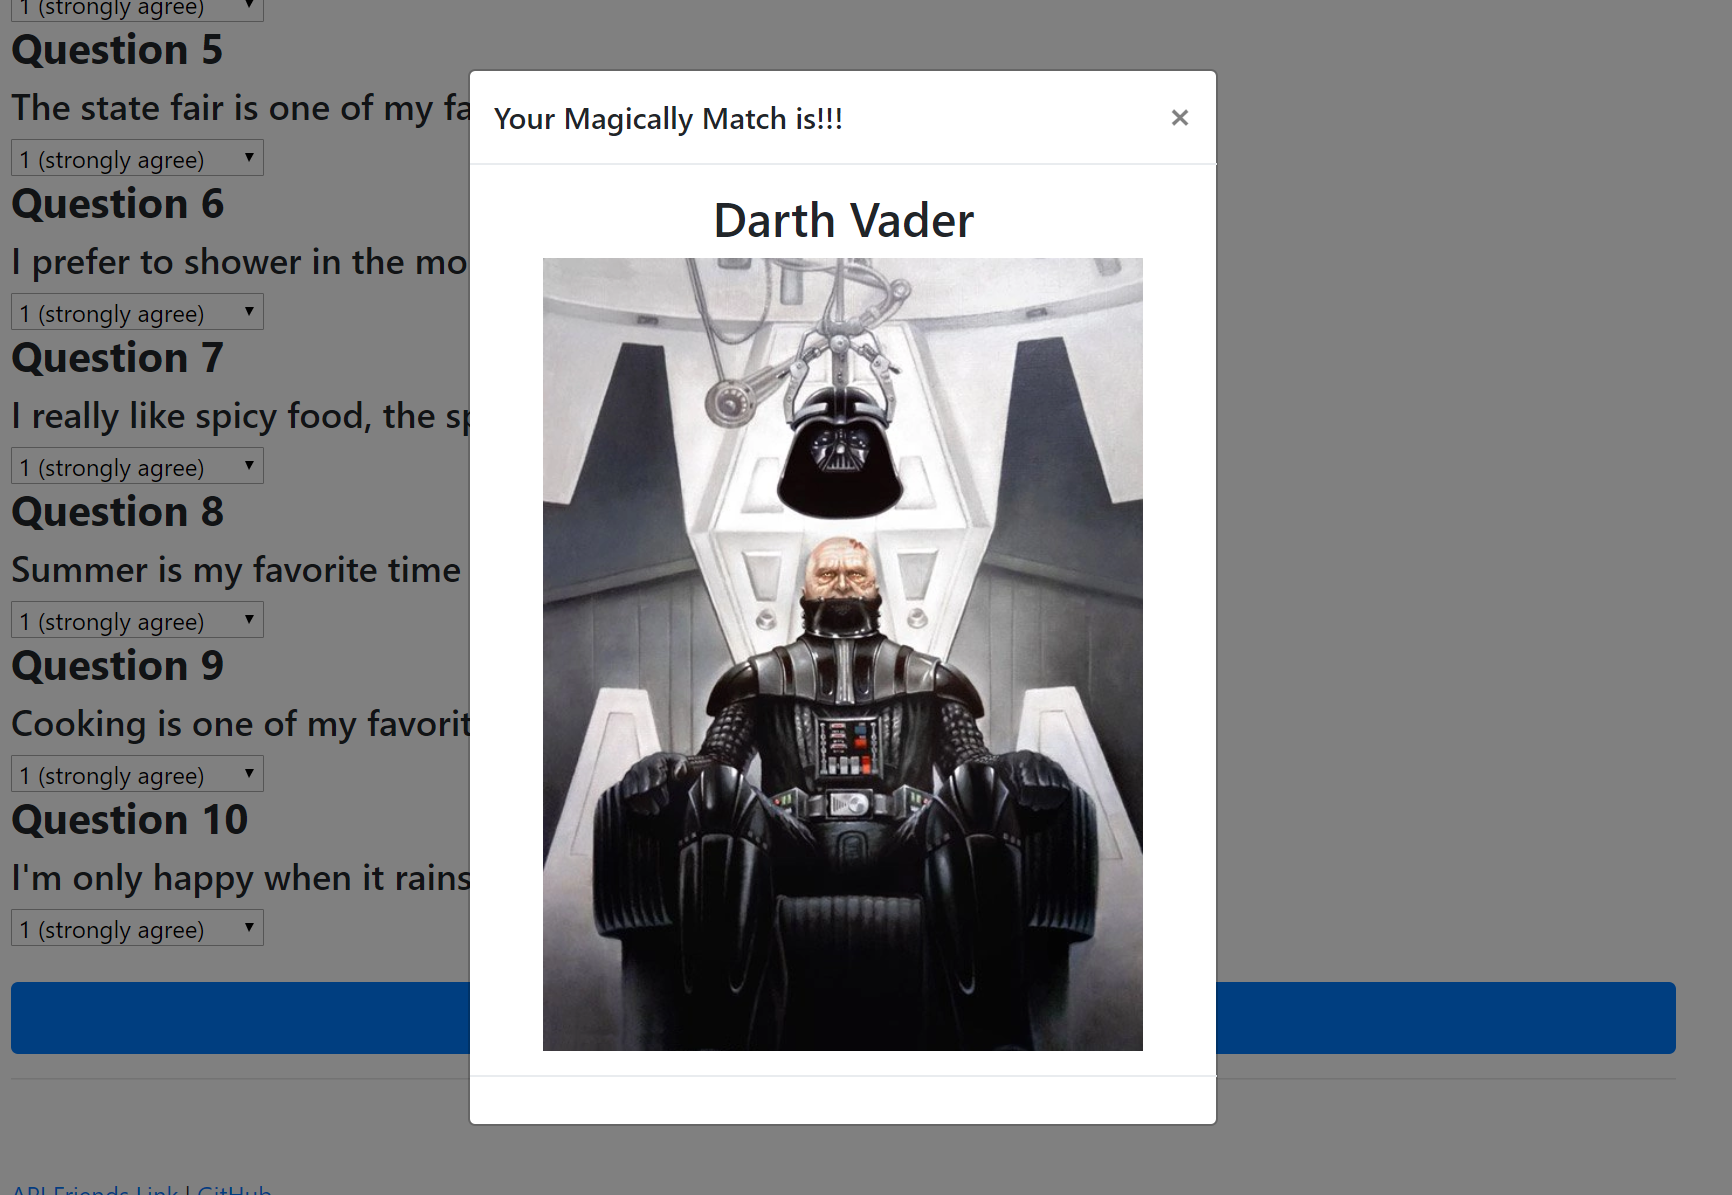 1 (strongly agree)
Question 5
The state fair is one of my fa
1 (strongly agree)
Question 6
I prefer to shower in the mo
1 (strongly agree)
Question 7
I really like spicy food, the sp
1 (strongly agree)
Question 8
Summer is my favorite time
1 (strongly agree)
Question 9
Cooking is one of my favorit
1 (strongly agree)
Question 10
I'm only happy when it rains
1 (strongly agree)
API Friends Link | GitHub
Your Magically Match is!!!
×
Darth Vader